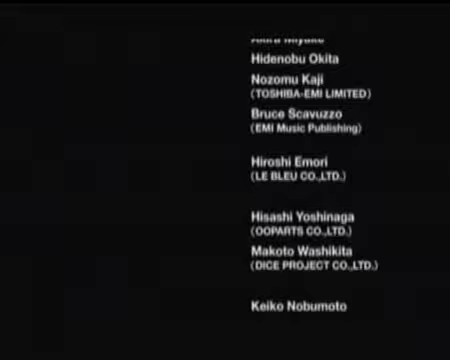 Hidenobu Okita
Nozomu Kaji
(TOSHIBA-EMI LIMITED)
Bruce Scavuzzo
(EMI Music Publishing)
Hiroshi Emori
(LE BLEU CO.,LTD.)
Hisashi Yoshinaga
(OOPARTS CO.,LTD.)
Makoto Washikita
(DICE PROJECT CO.,LTD.)
Keiko Nobumoto